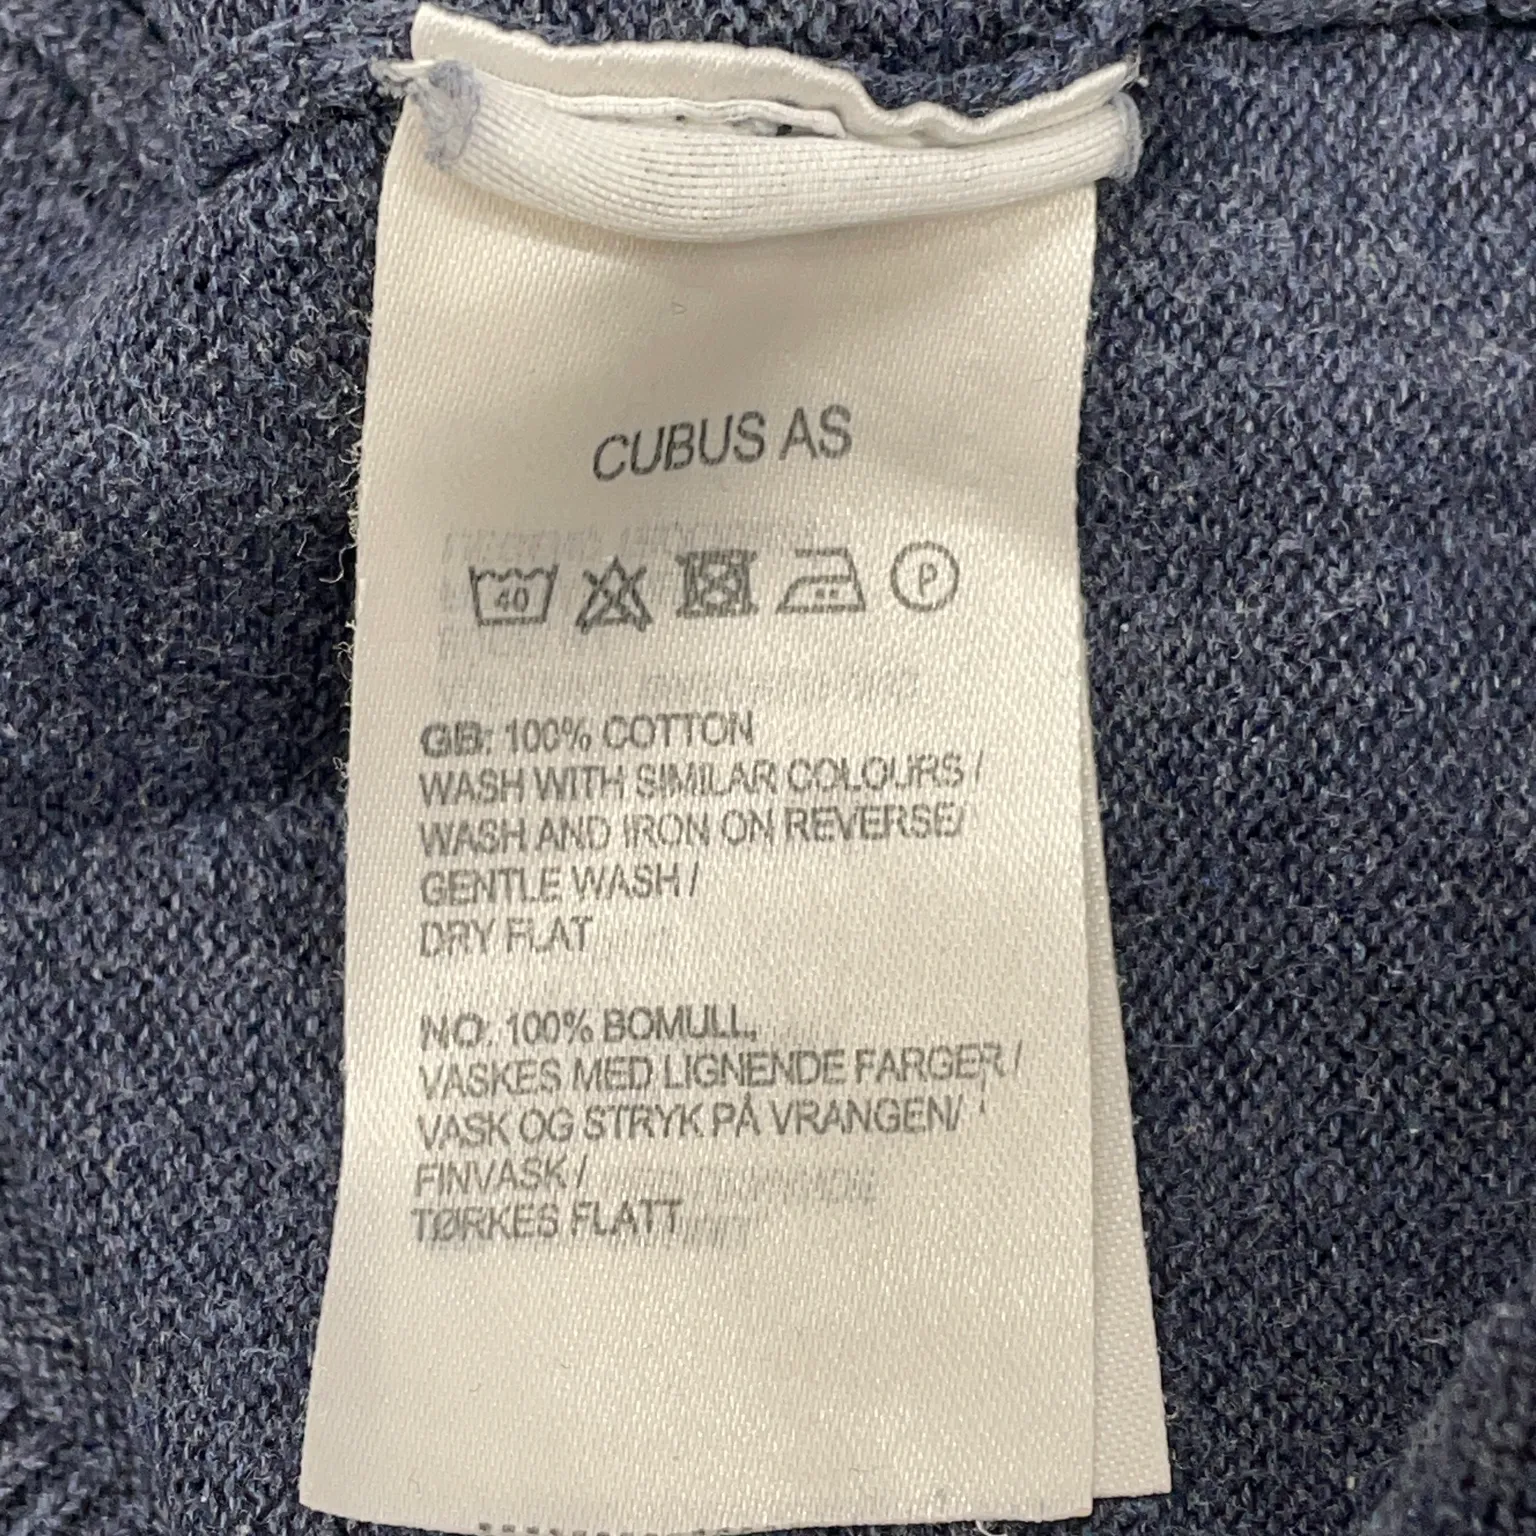 CUBUS AS
40 P
GB: 100% COTTON
WASH WITH SIMILAR COLOURS /
WASH AND IRON ON REVERSE/
GENTLE WASH /
DRY FLAT
NO: 100% BOMULL,
VASKES MED LIGNENDE FARGER /
VASK OG STRYK PÅ VRANGEN/
FINVASK /
TØRKES FLATT